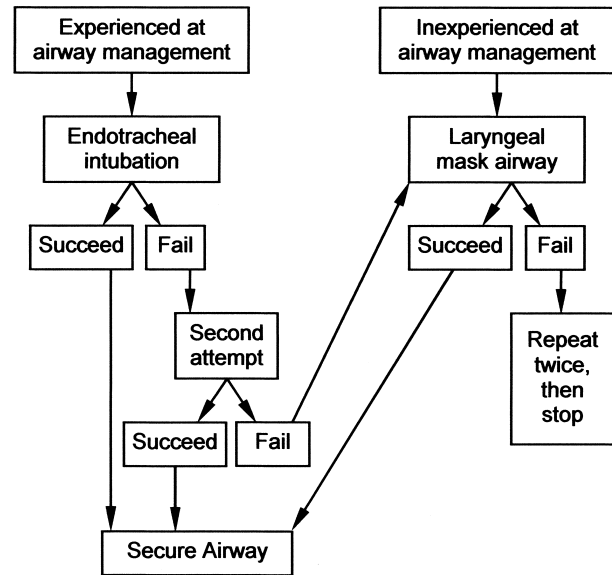 Experienced at
airway management
Inexperienced at
airway management
Endotracheal
intubation
Laryngeal
mask airway
Succeed
Fail
Succeed
Fail
Second
attempt
Repeat
twice,
then
stop
Succeed
Fail
Secure Airway